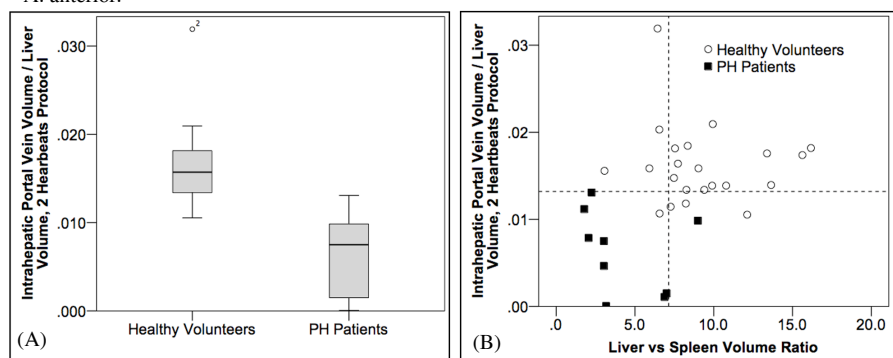 A: anterior.
Intrahepatic Portal Vein Volume / Liver
Volume, 2 Heartbeats Protocol
.030
.020
.010
.000
2
Healthy Volunteers
PH Patients
(A)
Intrahepatic Portal Vein Volume / Liver
Volume, 2 Heartbeats Protocol
.03
.02
.01
.00
Healthy Volunteers
PH Patients
.0
5.0
10.0
15.0
20.0
Liver vs Spleen Volume Ratio
(B)